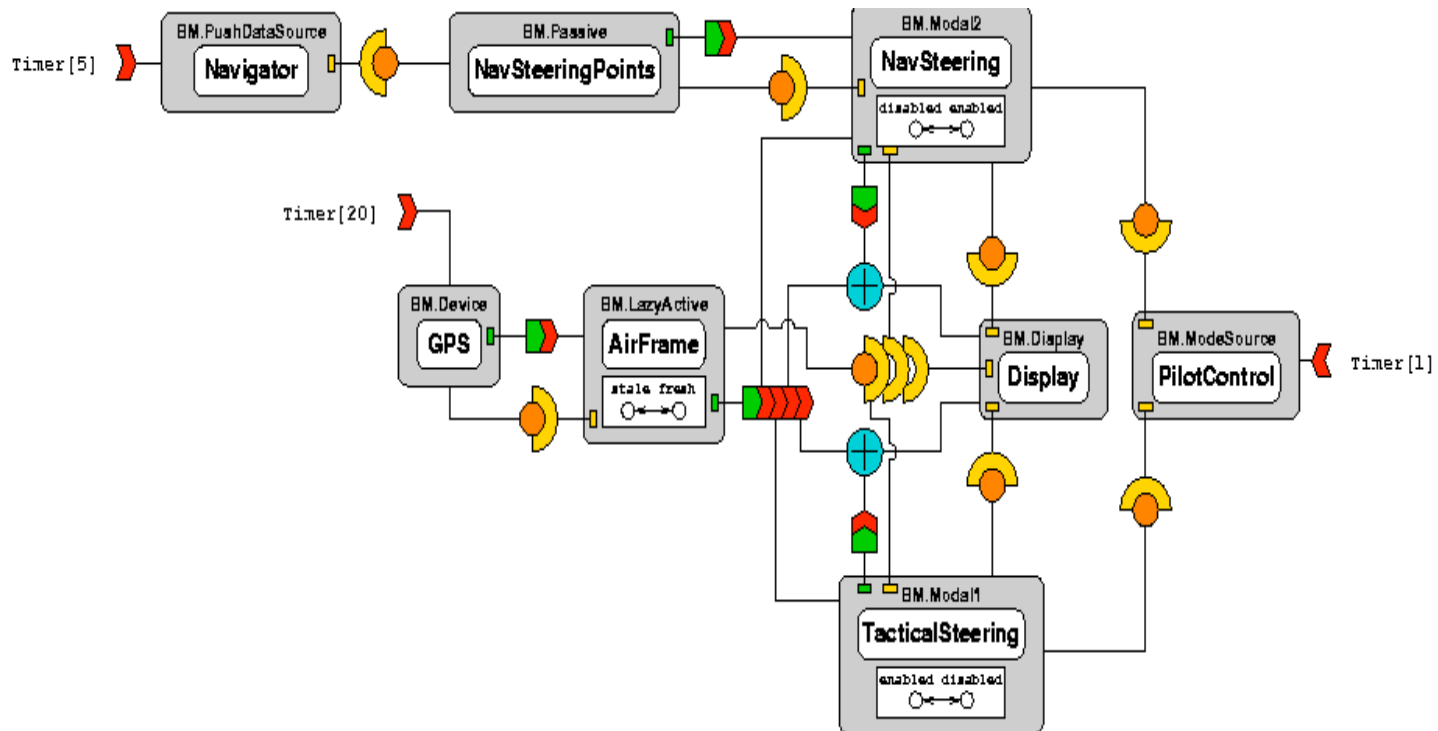 BM.PushDataSource
Navigator
Timer[5]
BM.Passive
NavSteeringPoints
BM.Modal2
NavSteering
disabled enabled
Timer[20]
BM.Device
GPS
BM.LazyActive
AirFrame
stale fresh
BM.Display
Display
BM.ModeSource
PilotControl
Timer[1]
BM.Modal1
TacticalSteering
enabled disabled